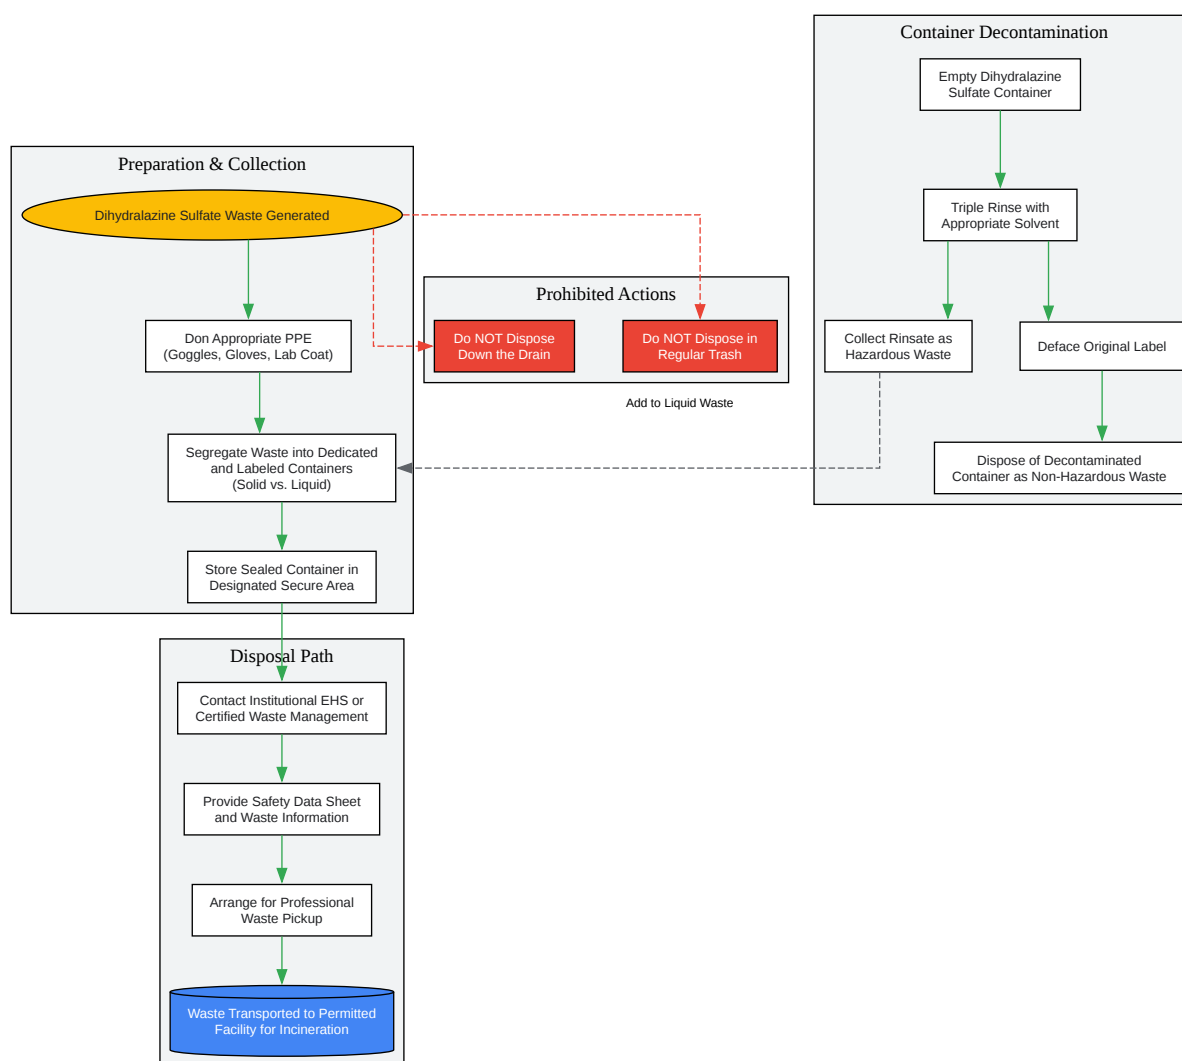 Container Decontamination
Empty Dihydralazine
Sulfate Container
Triple Rinse with
Appropriate Solvent
Collect Rinsate as
Hazardous Waste
Deface Original Label
Dispose of Decontaminated
Container as Non-Hazardous Waste
Preparation & Collection
Dihydralazine Sulfate Waste Generated
Don Appropriate PPE
(Goggles, Gloves, Lab Coat)
Segregate Waste into Dedicated
and Labeled Containers
(Solid vs. Liquid)
Store Sealed Container in
Designated Secure Area
Prohibited Actions
Do NOT Dispose
Down the Drain
Do NOT Dispose in
Regular Trash
Add to Liquid Waste
Disposal Path
Contact Institutional EHS or
Certified Waste Management
Provide Safety Data Sheet
and Waste Information
Arrange for Professional
Waste Pickup
Waste Transported to Permitted
Facility for Incineration